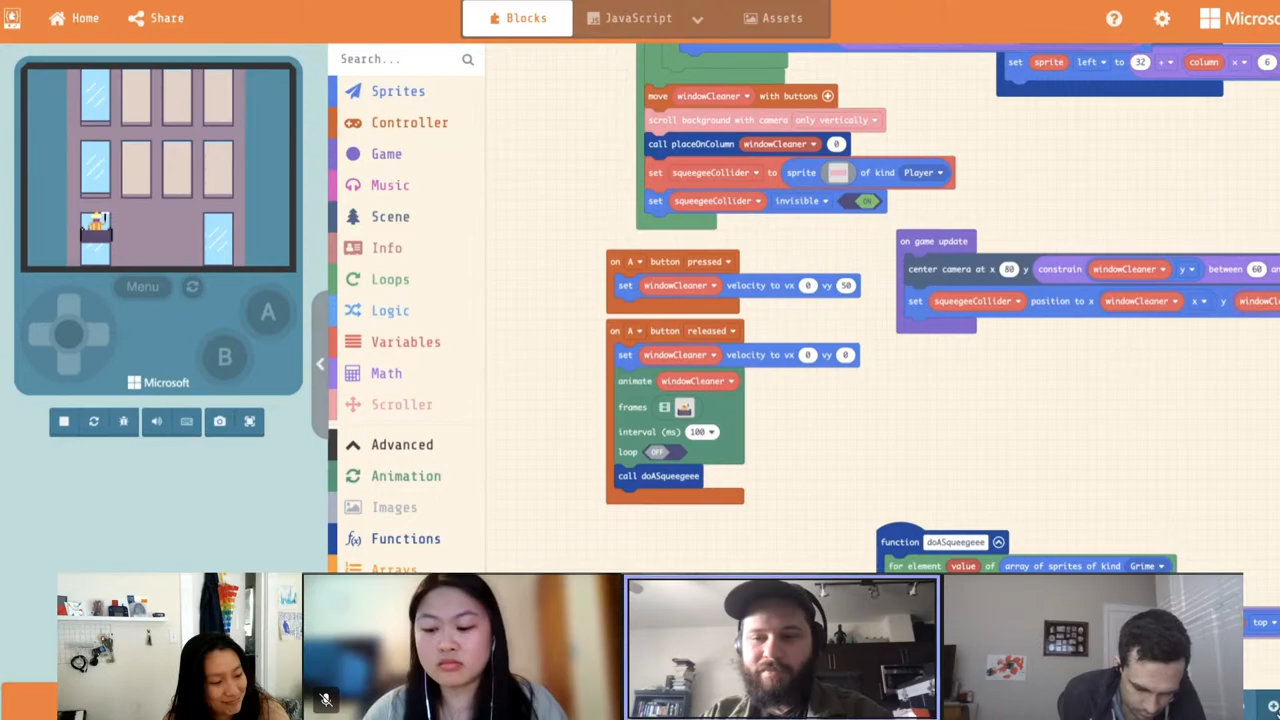 Home
Share
Blocks
JavaScript
Assets
Microso
Menu
A
B
Microsoft
Search...
Sprites
Controller
Game
Music
Scene
Info
Loops
Logic
Variables
Math
Scroller
Advanced
Animation
Images
Functions
Arrays
set sprite left to 32 + column x 6
move windowCleaner with buttons
scroll background with camera only vertically
call placeOnColumn windowCleaner 0
set squeegeeCollider to sprite of kind Player
set squeegeeCollider invisible ON
on A button pressed
set windowCleaner velocity to vx 0 vy 50
on A button released
set windowCleaner velocity to vx 0 vy 0
animate windowCleaner
frames
interval (ms) 100
loop OFF
call doASqueegeee
on game update
center camera at x 80 y constrain windowCleaner y between 60 an
set squeegeeCollider position to x windowCleaner x y windowCl
function doASqueegeee
for element value of array of sprites of kind Grime
top